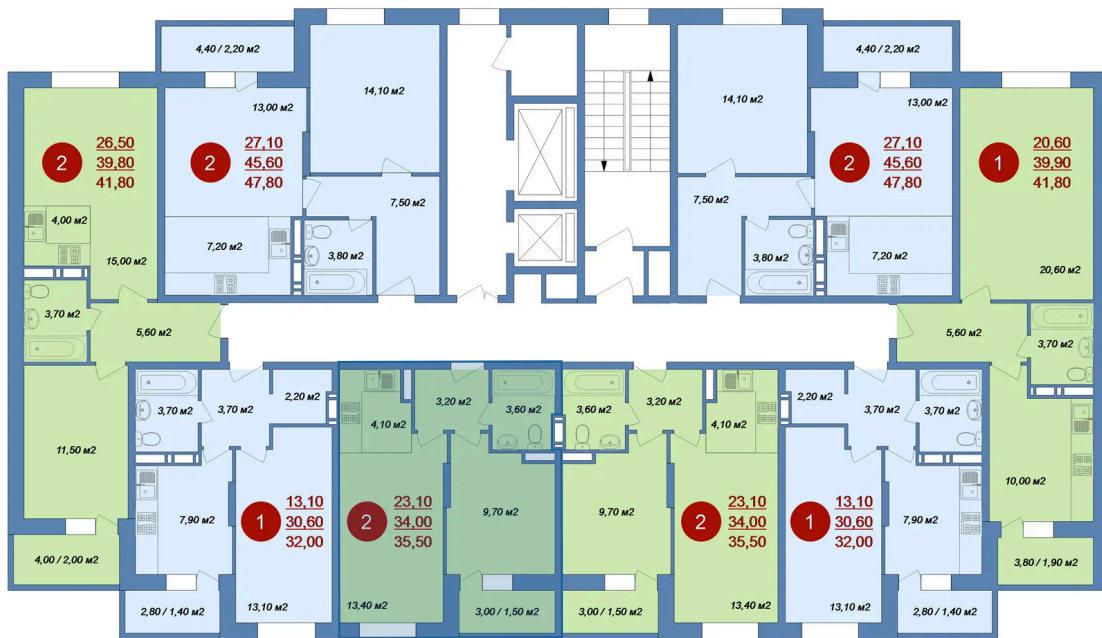 4,40 / 2,20 м2
4,40 / 2,20 м2
14,10 м2
13,00 м2
14,10 м2
13,00 м2
2
26,50
39,80
41,80
2
27,10
45,60
47,80
2
27,10
45,60
47,80
1
20,60
39,90
41,80
7,50 м2
7,50 м2
4,00 м2
7,20 м2
3,80 м2
3,80 м2
7,20 м2
15,00 м2
20,60 м2
3,70 м2
5,60 м2
5,60 м2
3,70 м2
2,20 м2
3,70 м2
3,70 м2
3,20 м2
3,60 м2
3,60 м2
3,20 м2
2,20 м2
3,70 м2
3,70 м2
4,10 м2
4,10 м2
11,50 м2
10,00 м2
7,90 м2
1
13,10
30,60
32,00
2
23,10
34,00
35,50
9,70 м2
9,70 м2
2
23,10
34,00
35,50
1
13,10
30,60
32,00
7,90 м2
4,00 / 2,00 м2
3,80 / 1,90 м2
2,80 / 1,40 м2
13,10 м2
13,40 м2
3,00 / 1,50 м2
3,00 / 1,50 м2
13,40 м2
13,10 м2
2,80 / 1,40 м2